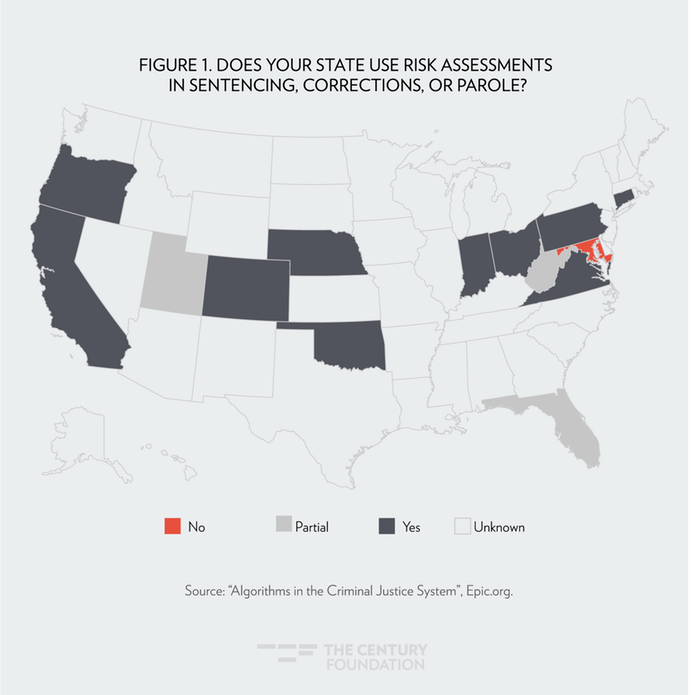 FIGURE 1. DOES YOUR STATE USE RISK ASSESSMENTS
IN SENTENCING, CORRECTIONS, OR PAROLE?
No
Partial
Yes
Unknown
Source: “Algorithms in the Criminal Justice System”, Epic.org.
THE CENTURY
FOUNDATION